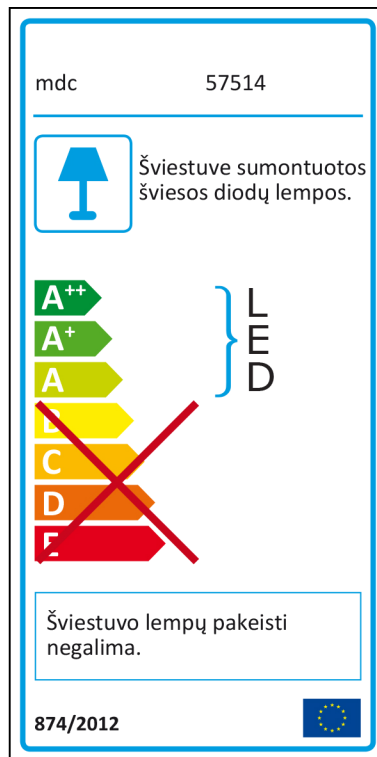 mdc 57514
Šviestuve sumontuotos
šviesos diodų lempos.
A++
A+
A
B
C
D
E
L
E
D
Šviestuvo lempų pakeisti
negalima.
874/2012